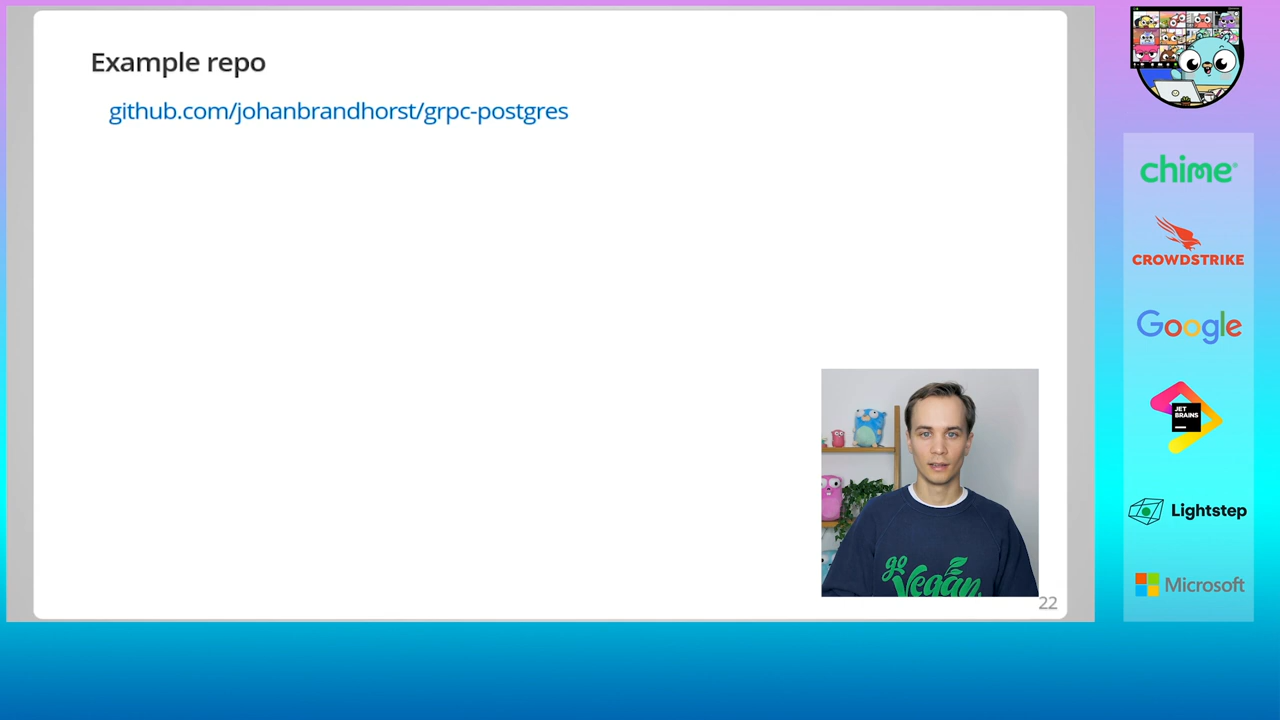 Example repo
github.com/johanbrandhorst/grpc-postgres
go
Vegan
22
chime
CROWDSTRIKE
Google
JET
BRAINS
Lightstep
Microsoft